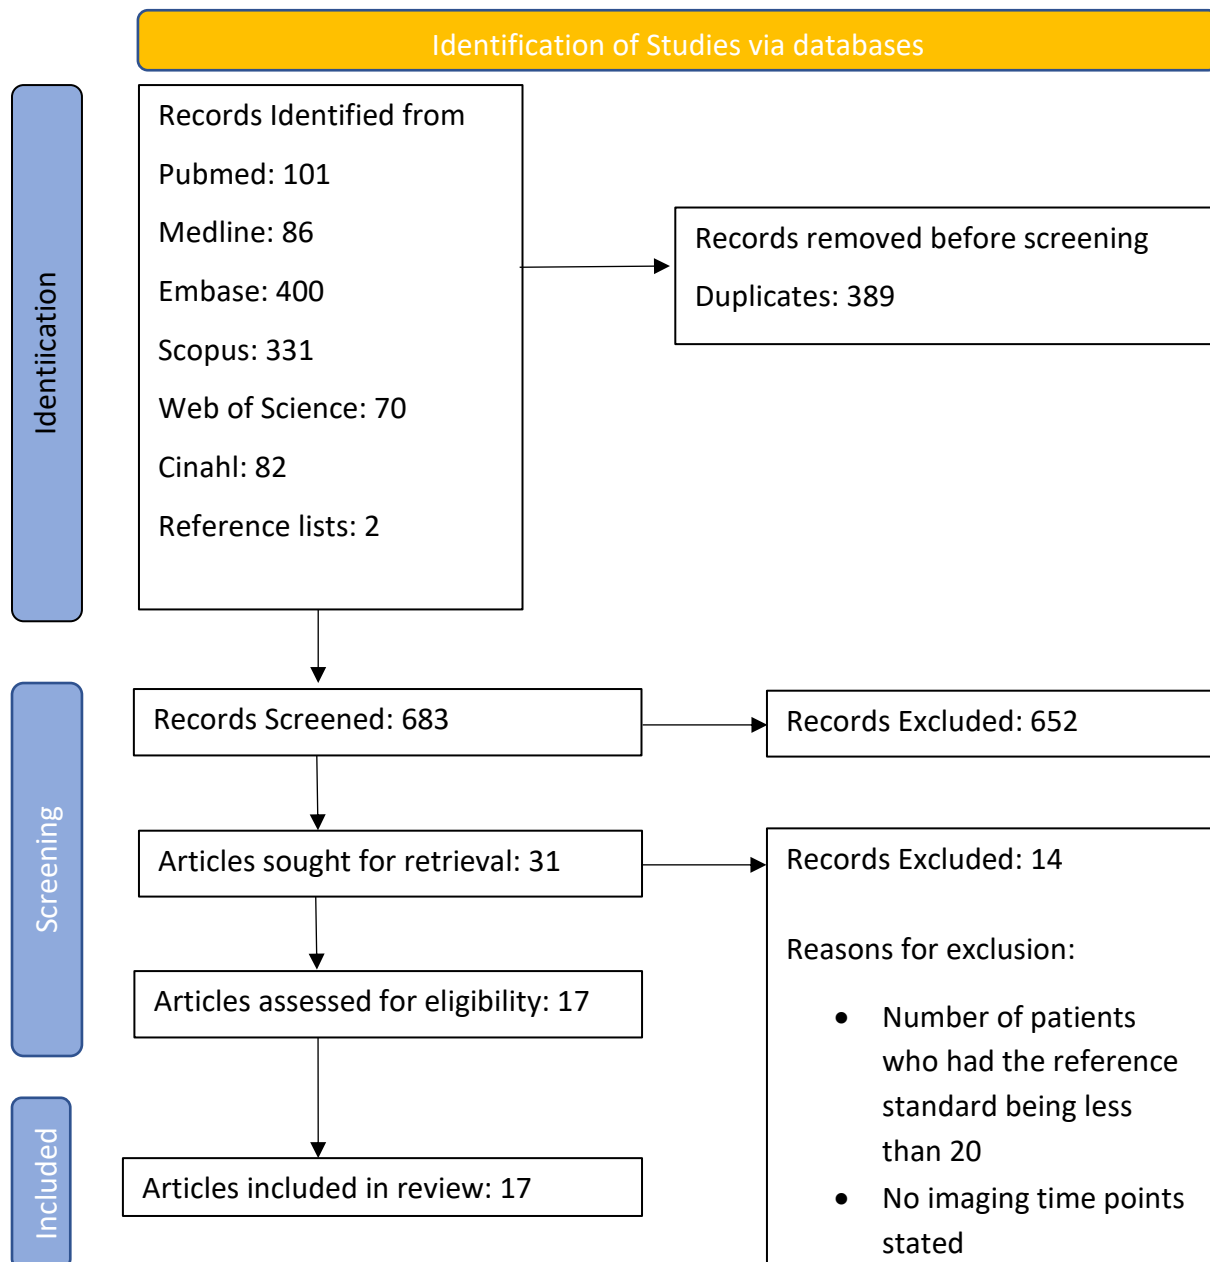 Identification of Studies via databases
Identiication
Records Identified from
Pubmed: 101
Medline: 86
Embase: 400
Scopus: 331
Web of Science: 70
Cinahl: 82
Reference lists: 2
Records removed before screening
Duplicates: 389
Screening
Records Screened: 683
Records Excluded: 652
Articles sought for retrieval: 31
Records Excluded: 14
Reasons for exclusion:
• Number of patients
who had the reference
standard being less
than 20
• No imaging time points
stated
Articles assessed for eligibility: 17
Included
Articles included in review: 17